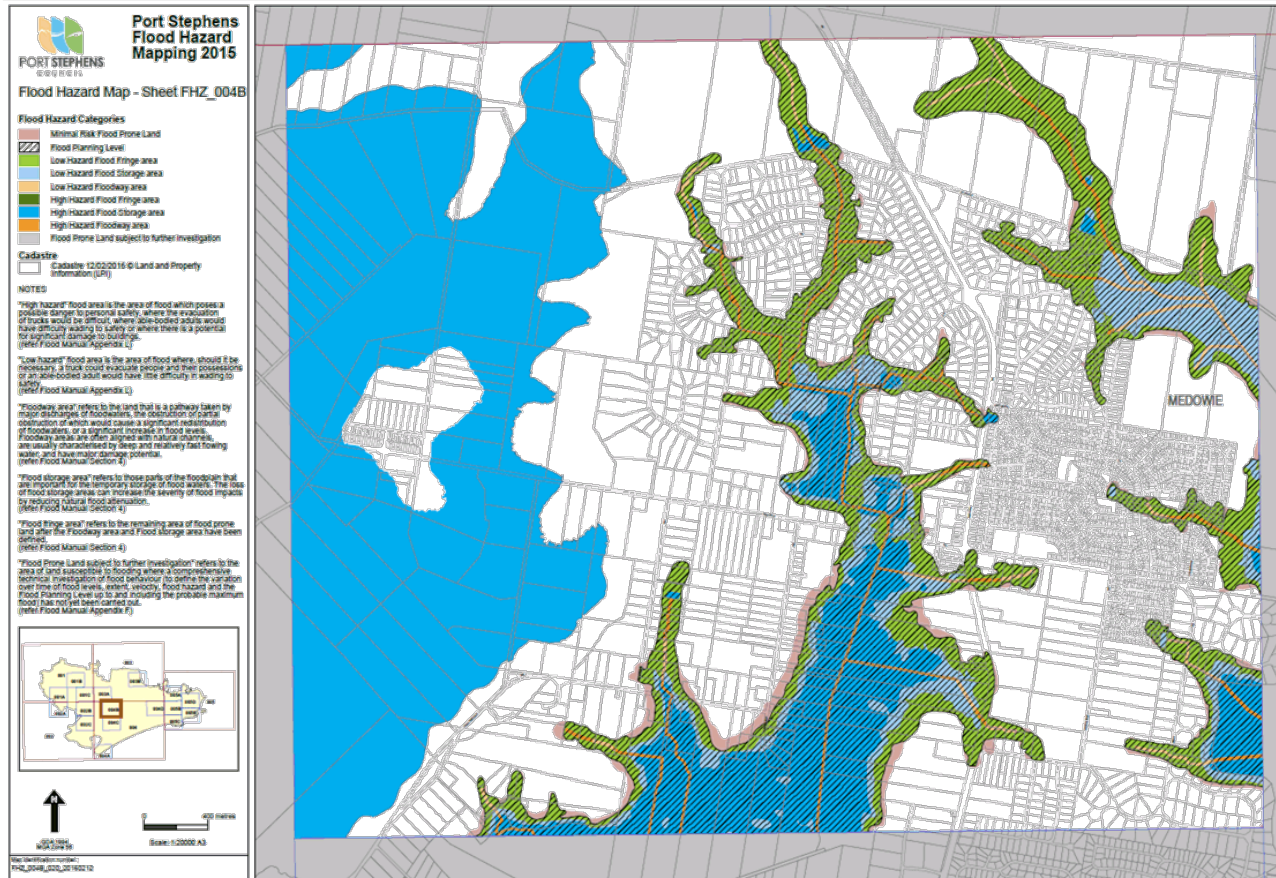 Port Stephens
Flood Hazard
Mapping 2015
PORT STEPHENS
COUNCIL
Flood Hazard Map - Sheet FHZ_004B
Flood Hazard Categories
Minimal Risk Flood Prone Land
Flood Planning Level
Low Hazard Flood Fringe area
Low Hazard Flood Storage area
Low Hazard Floodway area
High Hazard Flood Fringe area
High Hazard Flood Storage area
High Hazard Floodway area
Flood Prone Land subject to further investigation
Cadastre
Cadastre 12/02/2016 © Land and Property
Information (LPI)
NOTES
"High hazard" flood area is the area of flood which poses a
possible danger to personal safety, where the evacuation
of trucks would be difficult, where able-bodied adults would
have difficulty wading to safety or where there is a potential
for significant damage to buildings.
(refer Flood Manual Appendix L)
"Low hazard" flood area is the area of flood where, should it be
necessary, a truck could evacuate people and their possessions
or an able-bodied adult would have little difficulty in wading to
safety.
(refer Flood Manual Appendix L)
"Floodway area" refers to the land that is a pathway taken by
major discharges of floodwaters, the obstruction or partial
obstruction of which would cause a significant redistribution
of floodwaters, or a significant increase in flood levels.
Floodway areas are often aligned with natural channels,
are usually characterised by deep and relatively fast flowing
water, and have major damage potential.
(refer Flood Manual Section 4)
"Flood storage area" refers to those parts of the floodplain that
are important for the temporary storage of flood waters. The loss
of flood storage areas can increase the severity of flood impacts
by reducing natural flood attenuation.
(refer Flood Manual Section 4)
"Flood fringe area" refers to the remaining area of flood prone
land after the Floodway area and Flood storage area have been
defined.
(refer Flood Manual Section 4)
"Flood Prone Land subject to further investigation" refers to the
area of land susceptible to flooding where a comprehensive
technical investigation of flood behaviour (to define the variation
over time of flood levels, extent, velocity, flood hazard and the
Flood Planning Level up to and including the probable maximum
flood) has not yet been carried out.
(refer Flood Manual Appendix F)
MEDOWIE
N
GDA 1994
MGA Zone 56
0 400 metres
Scale: 1:20000 A3
Map identification number:
FHZ_004B_020_20160212